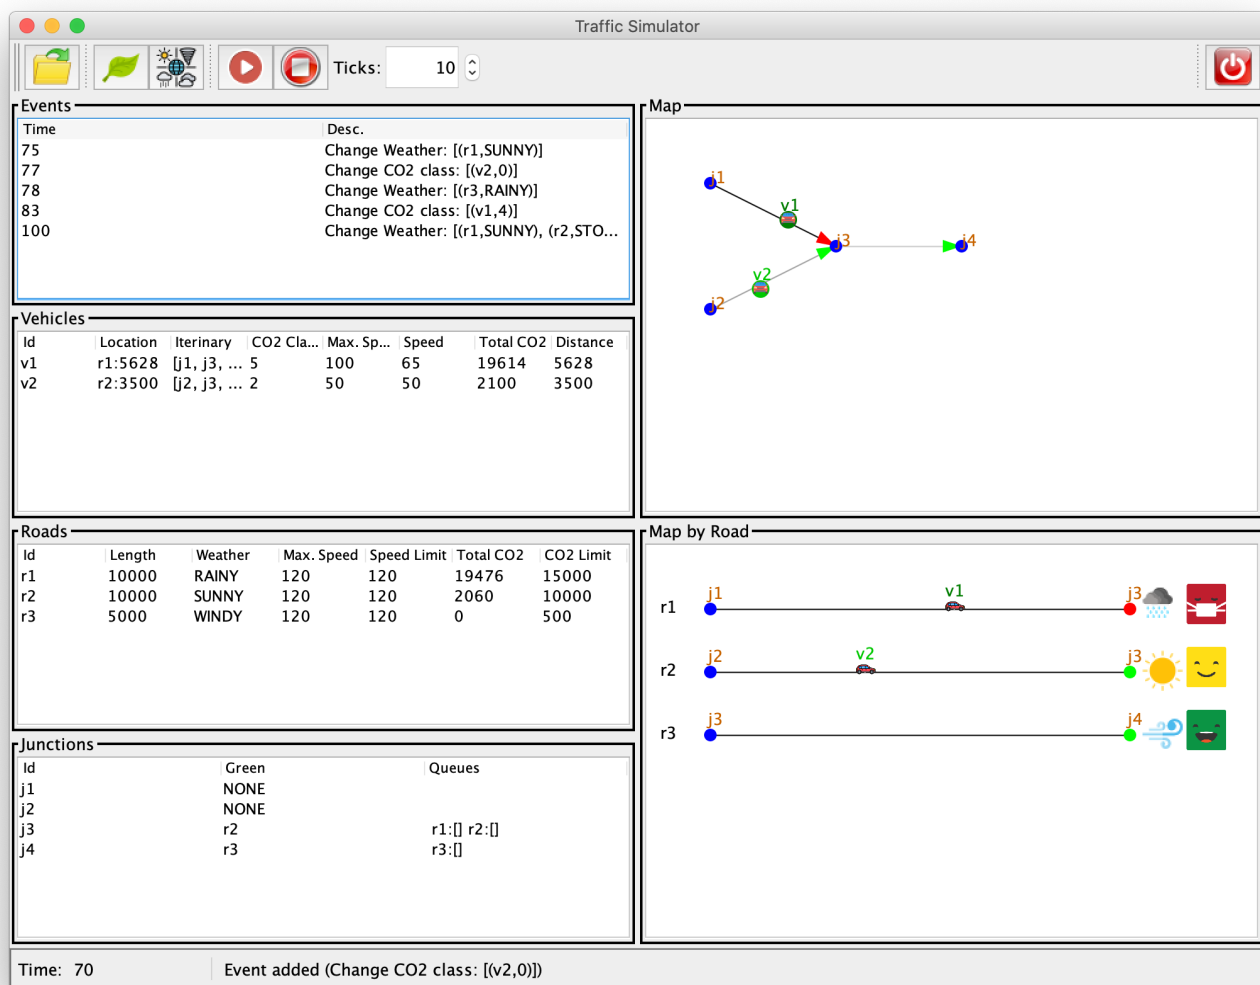 Traffic Simulator
Ticks: 10
Events
Time Desc.
75 Change Weather: [(r1,SUNNY)]
77 Change CO2 class: [(v2,0)]
78 Change Weather: [(r3,RAINY)]
83 Change CO2 class: [(v1,4)]
100 Change Weather: [(r1,SUNNY), (r2,STO...
Vehicles
Id Location Iterinary CO2 Cla... Max. Sp... Speed Total CO2 Distance
v1 r1:5628 [j1, j3, ... 5 100 65 19614 5628
v2 r2:3500 [j2, j3, ... 2 50 50 2100 3500
Roads
Id Length Weather Max. Speed Speed Limit Total CO2 CO2 Limit
r1 10000 RAINY 120 120 19476 15000
r2 10000 SUNNY 120 120 2060 10000
r3 5000 WINDY 120 120 0 500
Junctions
Id Green Queues
j1 NONE
j2 NONE
j3 r2 r1:[] r2:[]
j4 r3 r3:[]
Map
j1
v1
j3 j4
v2
j2
Map by Road
r1 j1 v1 j3
r2 j2 v2 j3
r3 j3 j4
Time: 70 Event added (Change CO2 class: [(v2,0)])